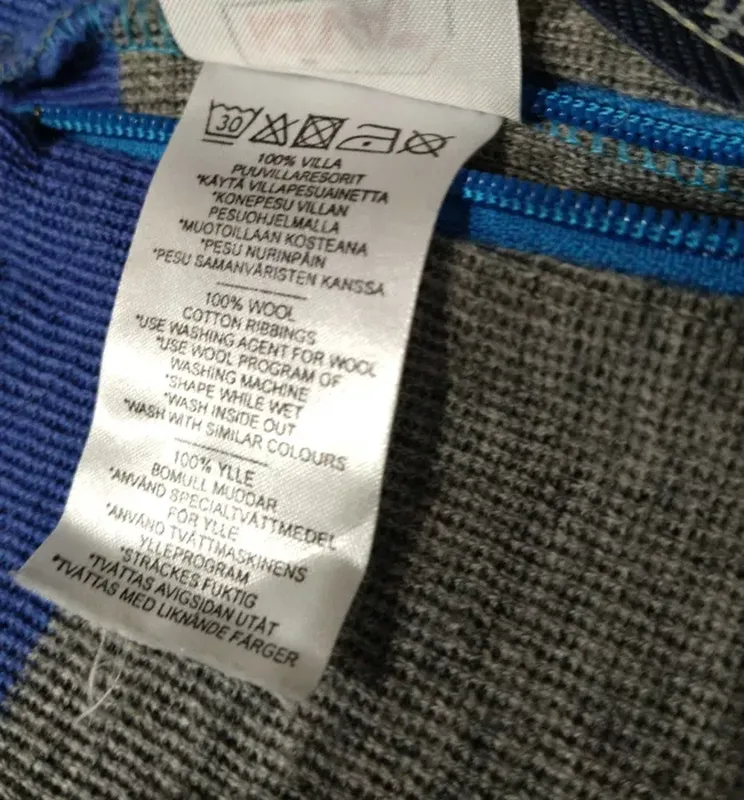 30
100% VILLA
PUUVILLARESORIT
*KÄYTÄ VILLAPESUAINETTA
*KONEPESU VILLAN
PESUOHJELMALLA
*MUOTOILLAAN KOSTEANA
*PESU NURINPÄIN
*PESU SAMANVÄRISTEN KANSSA
100% WOOL
COTTON RIBBINGS
*USE WASHING AGENT FOR WOOL
*USE WOOL PROGRAM OF
WASHING MACHINE
*SHAPE WHILE WET
*WASH INSIDE OUT
*WASH WITH SIMILAR COLOURS
100% YLLE
BOMULL MUDDAR
*ANVÄND SPECIALTVÄTTMEDEL
FÖR YLLE
*ANVÄND TVÄTTMASKINENS
YLLEPROGRAM
*STRÄCKES FUKTIG
*TVÄTTAS AVIGSIDAN UTÅT
*TVÄTTAS MED LIKNANDE FÄRGER